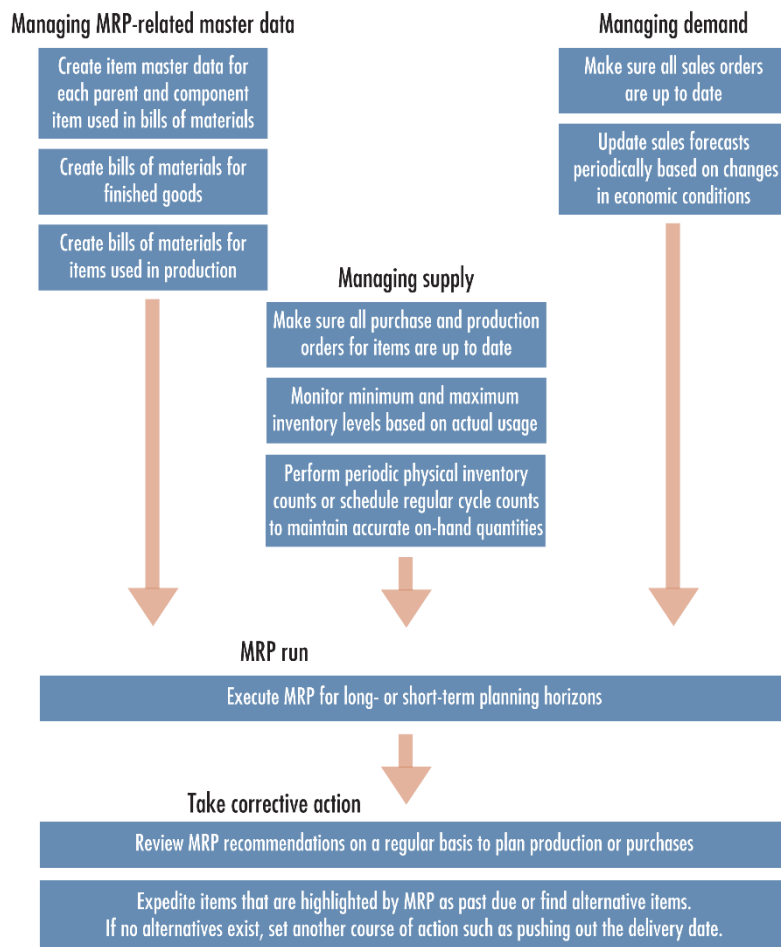 Managing MRP-related master data
Create item master data for
each parent and component
item used in bills of materials
Create bills of materials for
finished goods
Create bills of materials for
items used in production
Managing supply
Make sure all purchase and production
orders for items are up to date
Monitor minimum and maximum
inventory levels based on actual usage
Perform periodic physical inventory
counts or schedule regular cycle counts
to maintain accurate on-hand quantities
Managing demand
Make sure all sales orders
are up to date
Update sales forecasts
periodically based on changes
in economic conditions
MRP run
Execute MRP for long- or short-term planning horizons
Take corrective action
Review MRP recommendations on a regular basis to plan production or purchases
Expedite items that are highlighted by MRP as past due or find alternative items.
If no alternatives exist, set another course of action such as pushing out the delivery date.